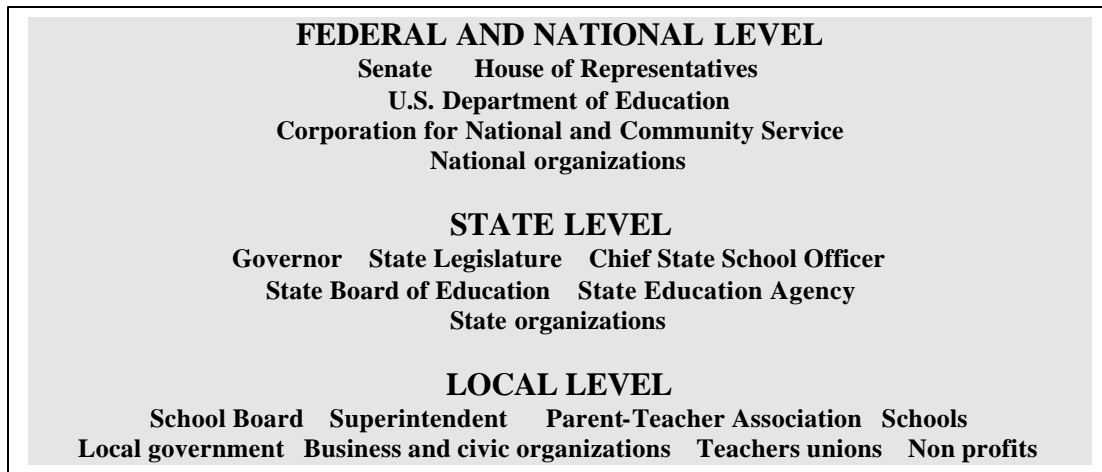 FEDERAL AND NATIONAL LEVEL
Senate House of Representatives
U.S. Department of Education
Corporation for National and Community Service
National organizations
STATE LEVEL
Governor State Legislature Chief State School Officer
State Board of Education State Education Agency
State organizations
LOCAL LEVEL
School Board Superintendent Parent-Teacher Association Schools
Local government Business and civic organizations Teachers unions Non profits